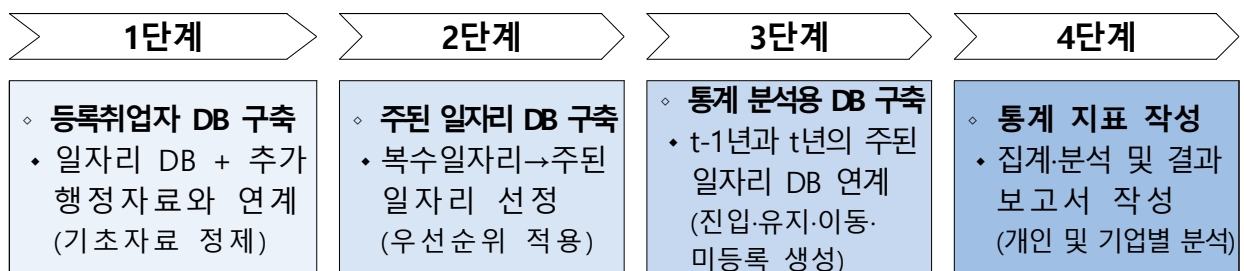 1단계
◇ 등록취업자 DB 구축
◆ 일자리 DB + 추가
행정자료와 연계
(기초자료 정제)
2단계
◇ 주된 일자리 DB 구축
◆ 복수일자리→주된
일자리 선정
(우선순위 적용)
3단계
◇ 통계 분석용 DB 구축
◆ t-1년과 t년의 주된
일자리 DB 연계
(진입·유지·이동·
미등록 생성)
4단계
◇ 통계 지표 작성
◆ 집계·분석 및 결과
보고서 작성
(개인 및 기업별 분석)